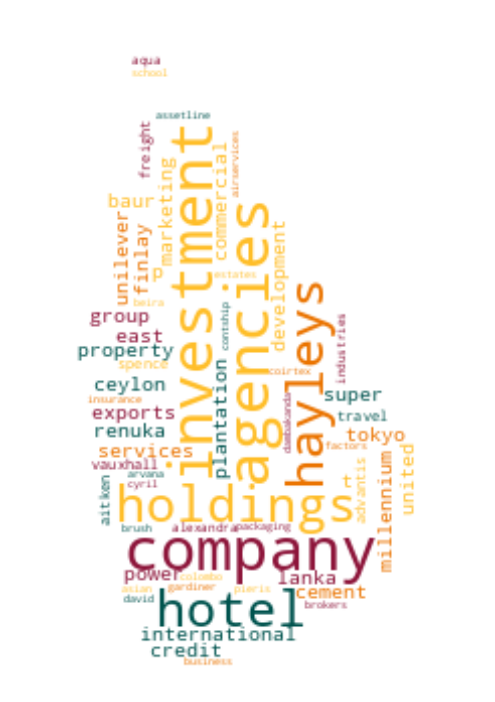 aqua
school
assetline
freight
investment
airservices
marketing
commercial
baur
agencies
unilever
finlay
development
p
estates
hayleys
beira
contship
group
industries
east
property
plantation
spence
coirtex
ceylon
super
insurance
dambakanda
exports
travel
renuka
tokyo
factors
services
united
millennium
vauxhall
advantis
arvana
rt
aitken
cyril
holdings
brush
alexandra
packaging
company
power
colombo
lanka
asian
gardiner
pieris
cement
david
hotel
brokers
international
credit
business